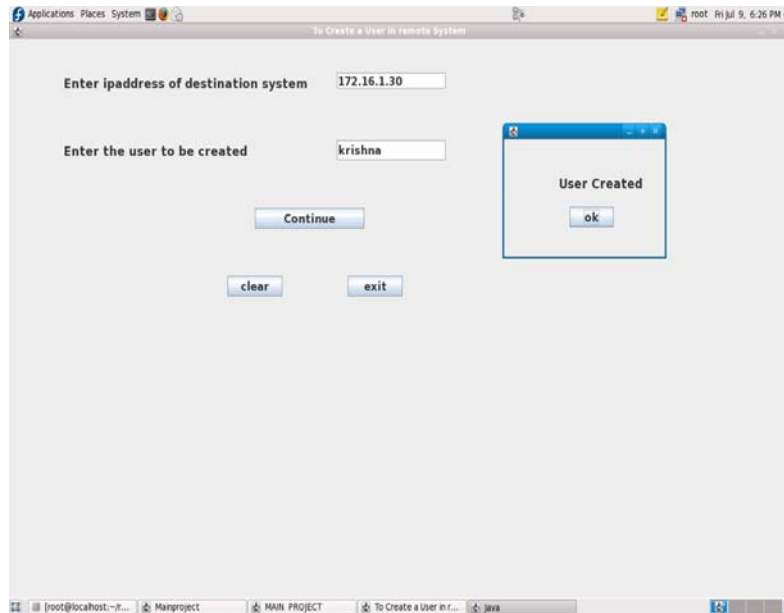 Applications Places System root Fri Jul 9, 6:26 PM
To Create a User in remote System
Enter ipaddress of destination system 172.16.1.30
Enter the user to be created krishna
User Created
ok
Continue
clear exit
[root@localhost:~/r... Mainproject MAIN PROJECT To Create a User in r... java